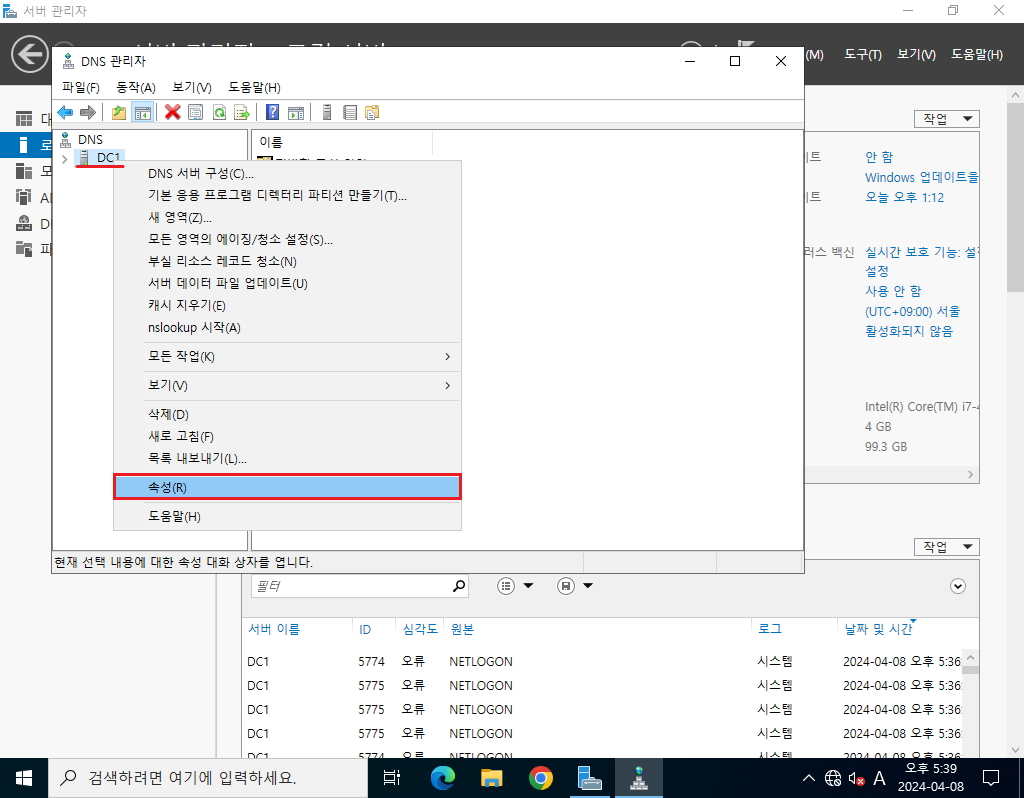 서버 관리자
(M) 도구(T) 보기(V) 도움말(H)
DNS 관리자
파일(F) 동작(A) 보기(V) 도움말(H)
DNS
DC1
이름
DNS 서버 구성(C)...
기본 응용 프로그램 디렉터리 파티션 만들기(T)...
새 영역(Z)...
모든 영역의 에이징/청소 설정(S)...
부실 리소스 레코드 청소(N)
서버 데이터 파일 업데이트(U)
캐시 지우기(E)
nslookup 시작(A)
모든 작업(K)
보기(V)
삭제(D)
새로 고침(F)
목록 내보내기(L)...
속성(R)
도움말(H)
현재 선택 내용에 대한 속성 대화 상자를 엽니다.
작업
안 함
Windows 업데이트을
오늘 오후 1:12
백신 실시간 보호 기능:
설정
사용 안 함
(UTC+09:00) 서울
활성화되지 않음
Intel(R) Core(TM) i7-
4 GB
99.3 GB
작업
필터
서버 이름 ID 심각도 원본 로그 날짜 및 시간
DC1 5774 오류 NETLOGON 시스템 2024-04-08 오후 5:36
DC1 5775 오류 NETLOGON 시스템 2024-04-08 오후 5:36
DC1 5775 오류 NETLOGON 시스템 2024-04-08 오후 5:36
DC1 5775 오류 NETLOGON 시스템 2024-04-08 오후 5:36
DC1 5774 오류 NETLOGON 시스템 2024-04-08 오후 5:36
검색하려면 여기에 입력하세요.
A
오후 5:39
2024-04-08